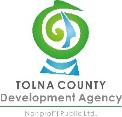 TOLNA COUNTY
Development Agency
Nonprofit Public Ltd.